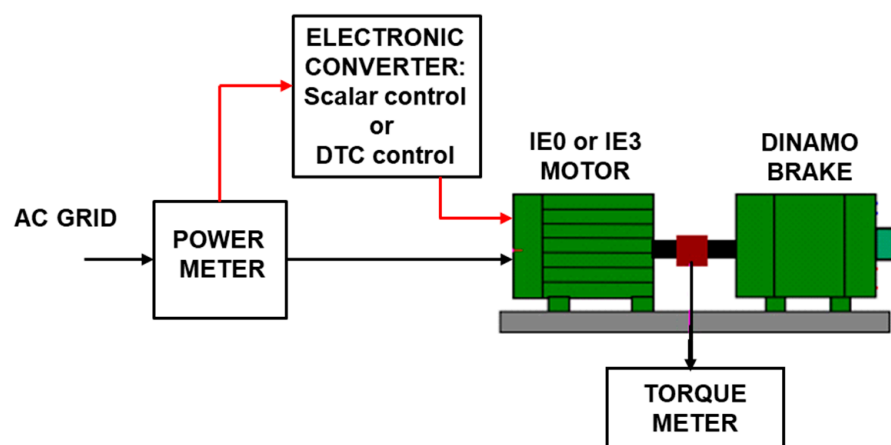 ELECTRONIC
CONVERTER:
Scalar control
or
DTC control
IE0 or IE3
MOTOR
DINAMO
BRAKE
AC GRID
POWER
METER
TORQUE
METER